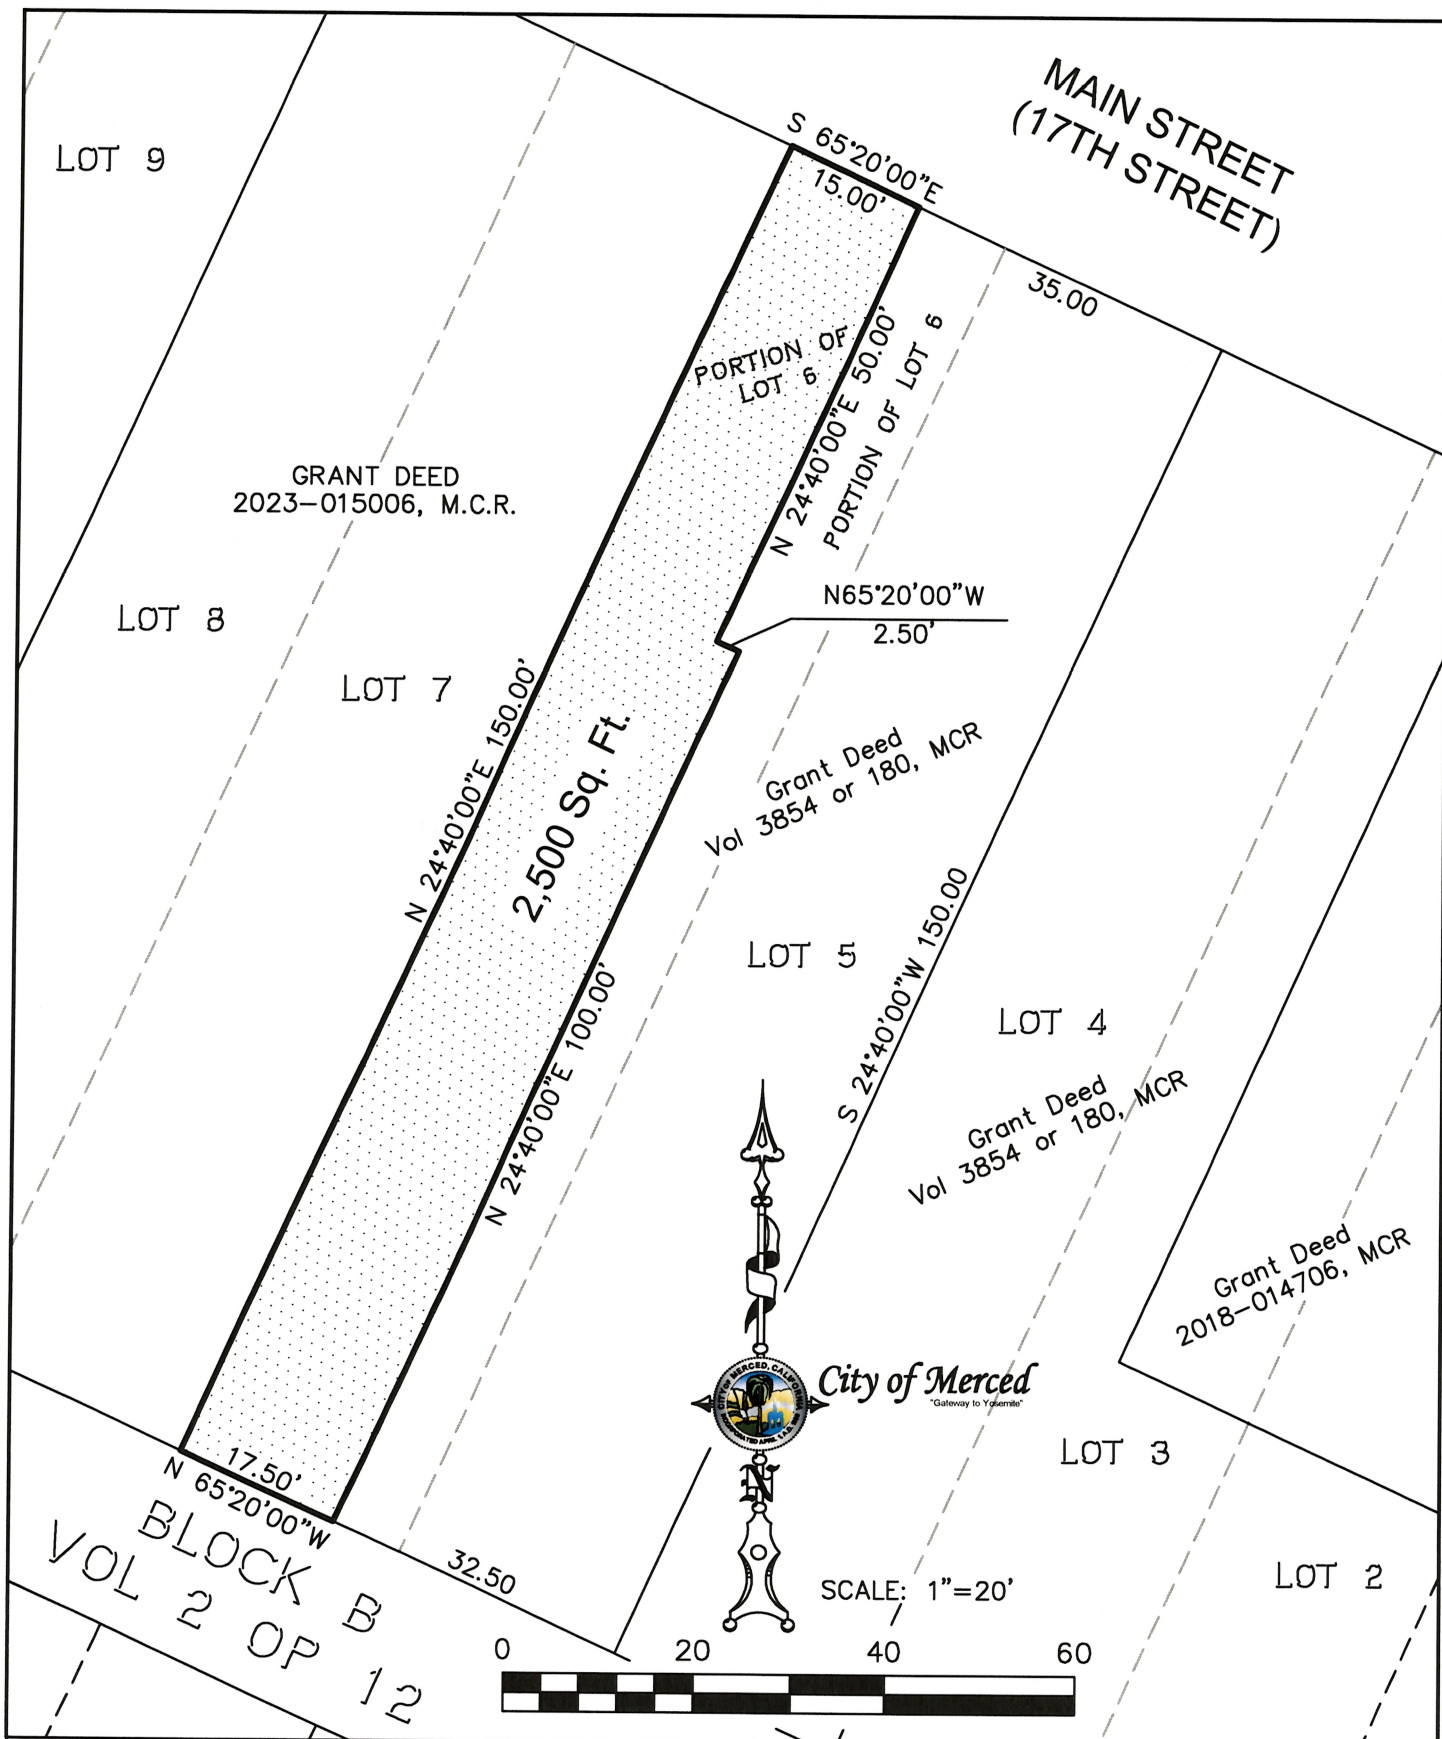 MAIN STREET
(17TH STREET)
S 65°20'00"E
15.00'
LOT 9
35.00
PORTION OF
LOT 6
N 24°40'00"E 50.00'
PORTION OF LOT 6
GRANT DEED
2023-015006, M.C.R.
N65°20'00"W
2.50'
LOT 8
LOT 7
N 24°40'00"E 150.00'
2,500 Sq. Ft.
Grant Deed
Vol 3854 or 180, MCR
LOT 5
S 24°40'00"W 150.00
LOT 4
N 24°40'00"E 100.00'
Grant Deed
Vol 3854 or 180, MCR
Grant Deed
2018-014706, MCR
CITY OF MERCED, CALIFORNIA
City of Merced
"Gateway to Yosemite"
N
LOT 3
17.50'
N 65°20'00"W
BLOCK B
VOL 2 OP 12
32.50
LOT 2
SCALE: 1"=20'
0 20 40 60